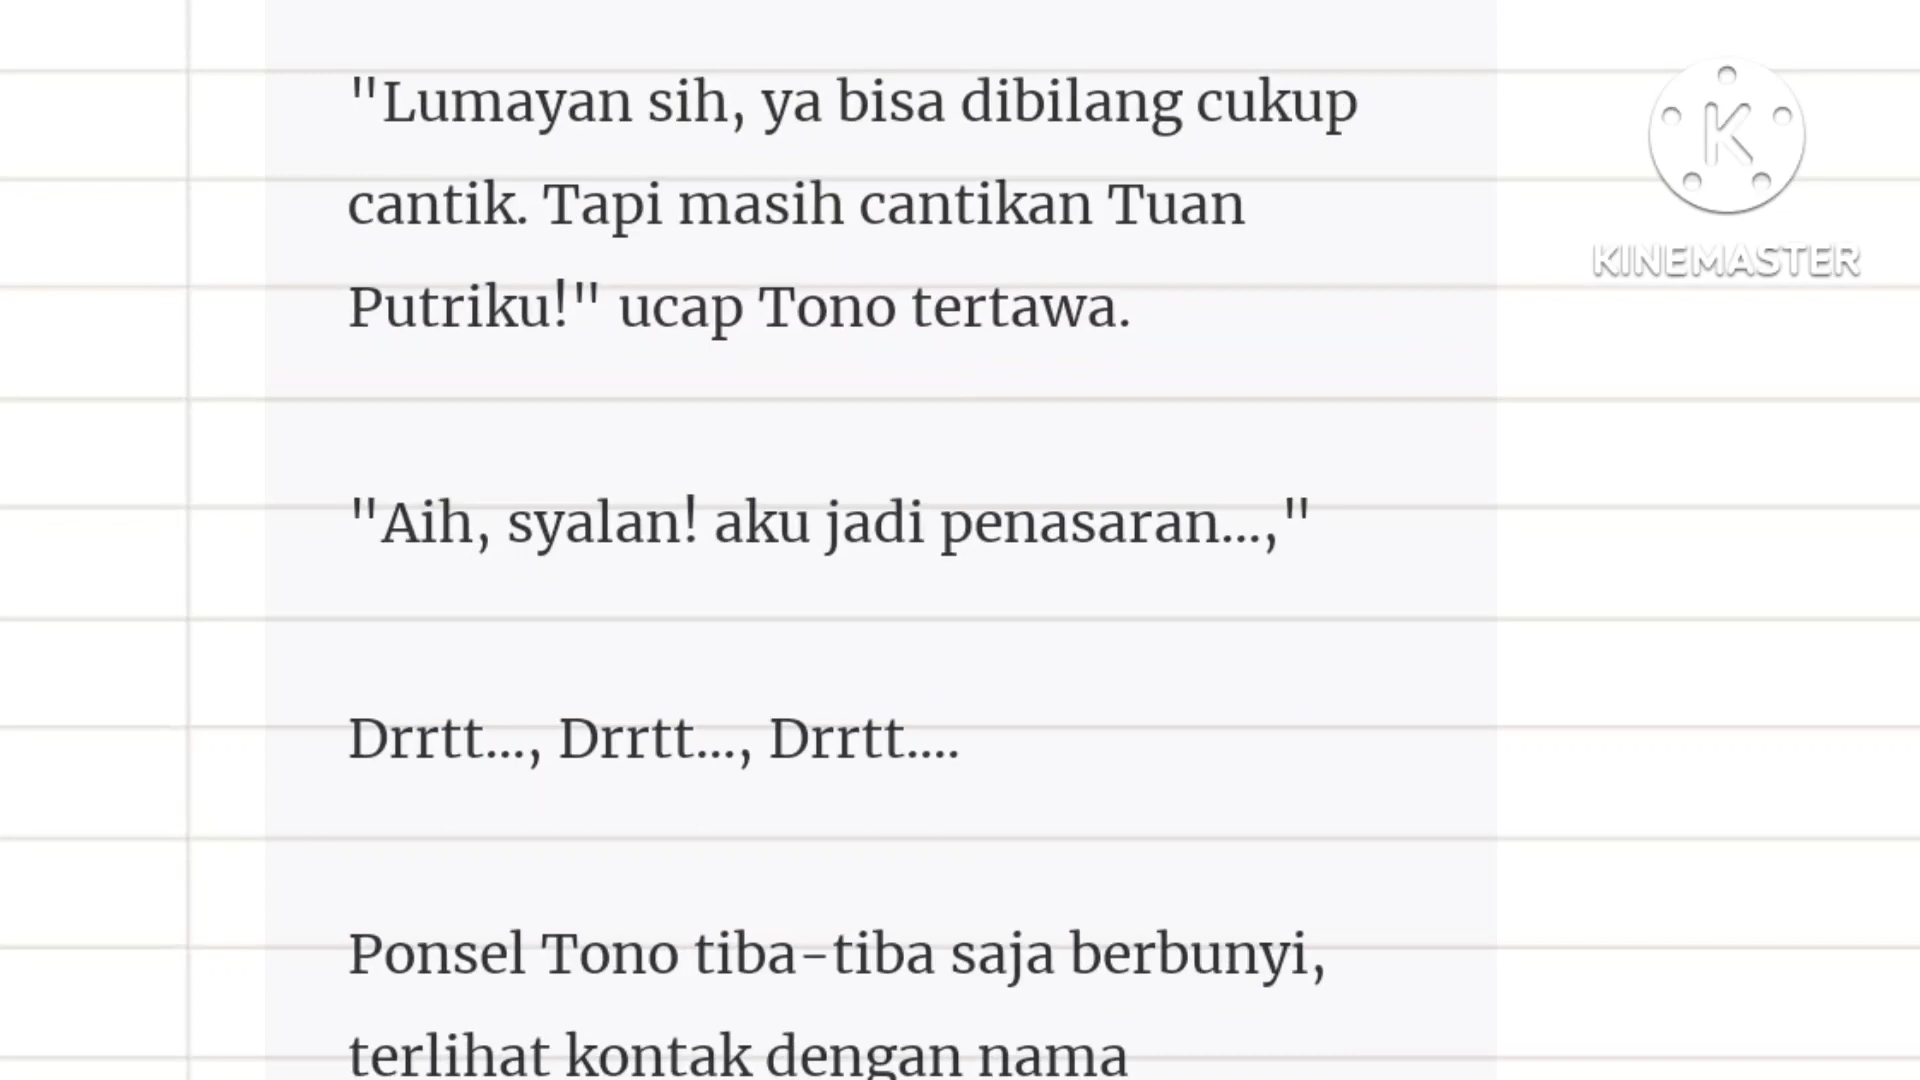 "Lumayan sih, ya bisa dibilang cukup
cantik. Tapi masih cantikan Tuan
Putriku!" ucap Tono tertawa.
"Aih, syalan! aku jadi penasaran...,"
Drrtt..., Drrtt..., Drrtt....
Ponsel Tono tiba-tiba saja berbunyi,
terlihat kontak dengan nama
K
KINEMASTER